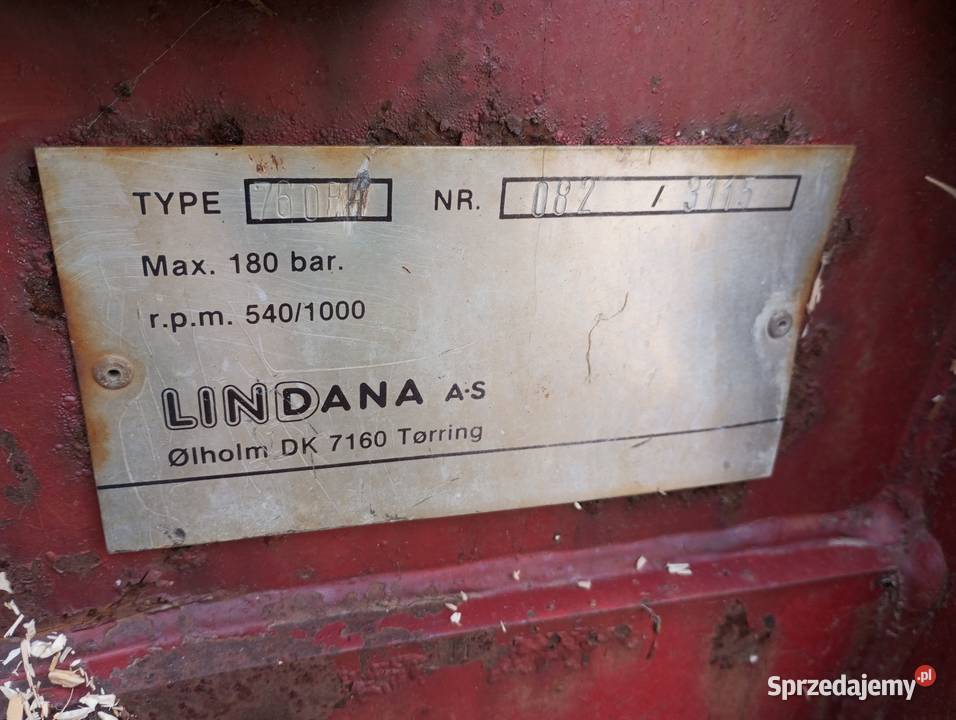 TYPE NR. 082 / 3115
Max. 180 bar.
r.p.m. 540/1000
LINDANA A·S
Ølholm DK 7160 Tørring
Sprzedajemy.pl